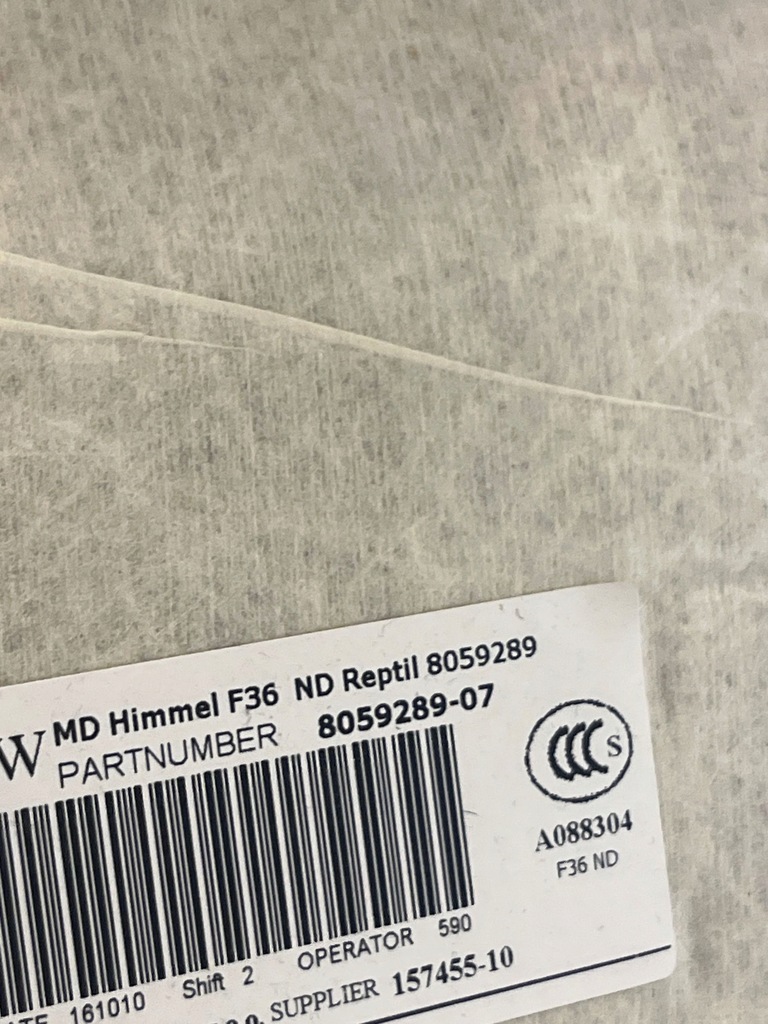 W MD Himmel F36 ND Reptil 8059289
PARTNUMBER 8059289-07
CCC S
A088304
F36 ND
161010 Shift 2 OPERATOR 590
SUPPLIER 157455-10